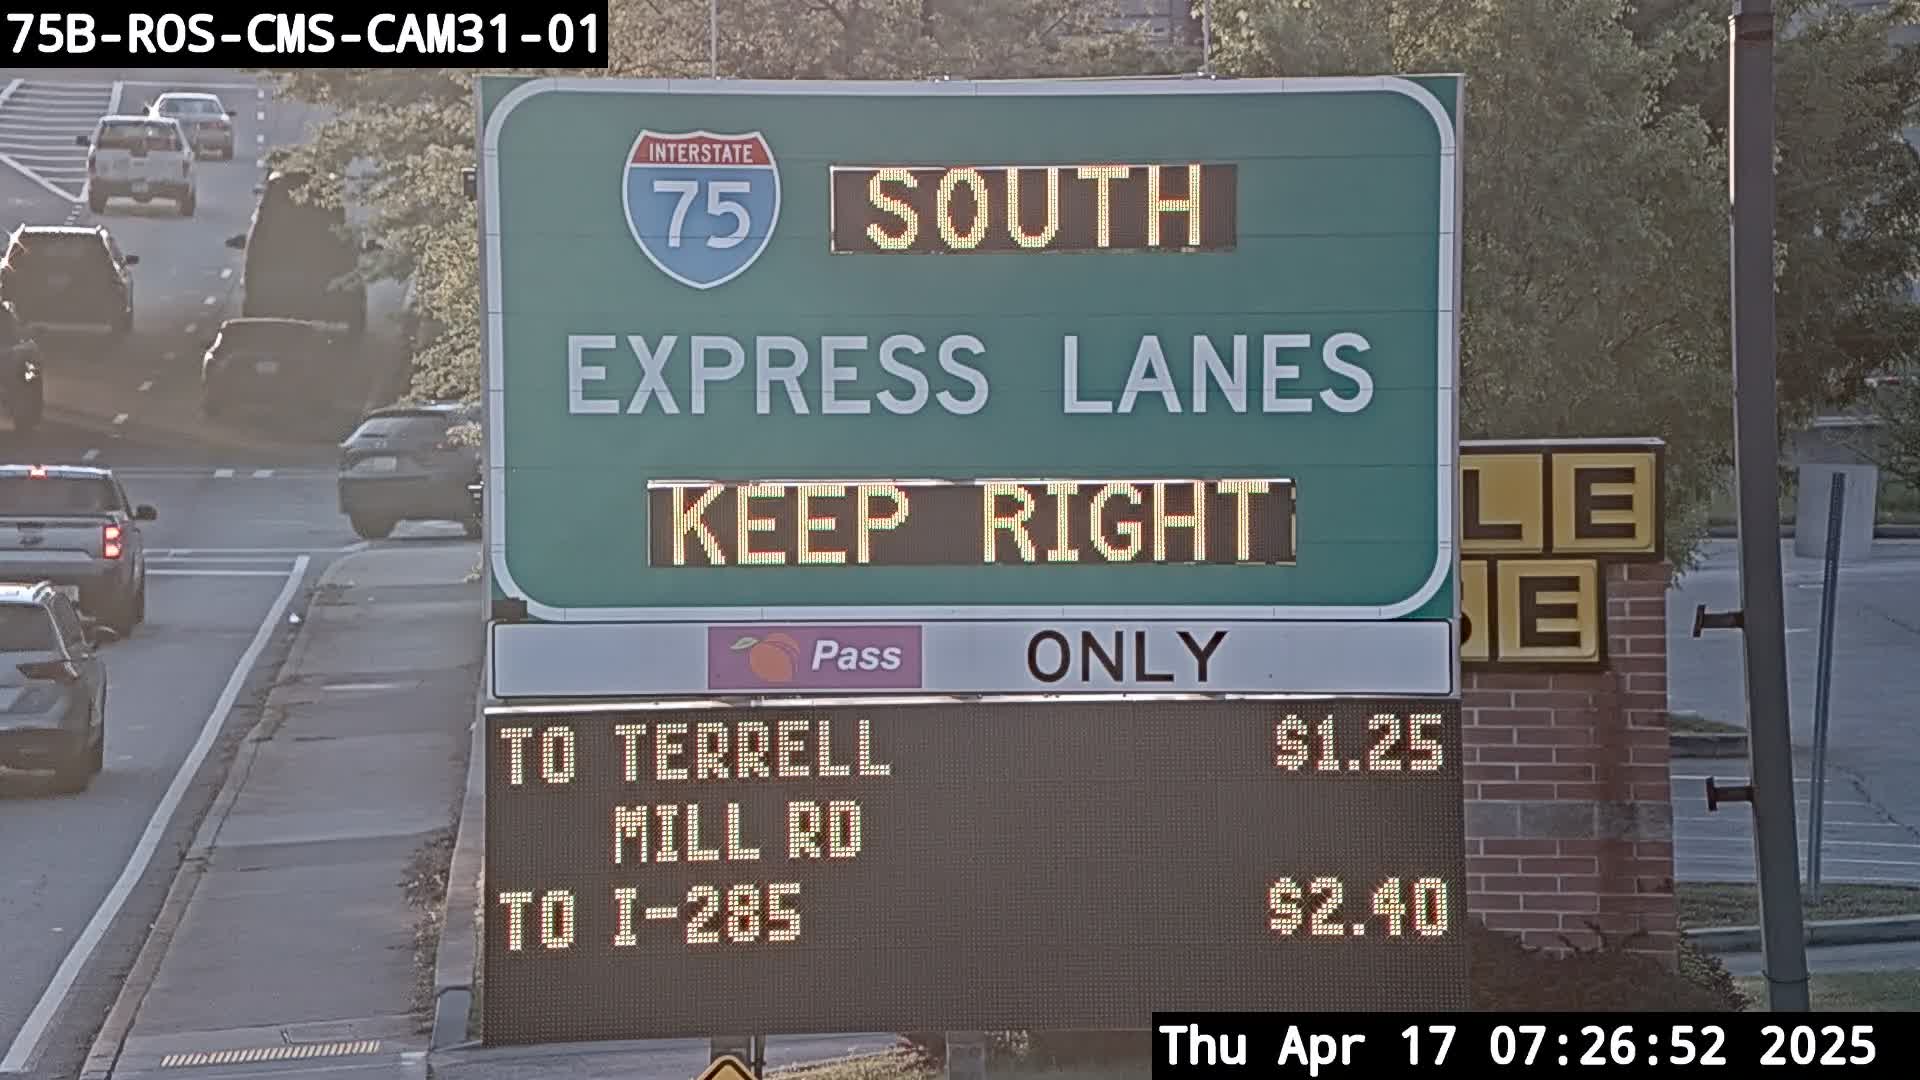 75B-ROS-CMS-CAM31-01
INTERSTATE
75
SOUTH
EXPRESS LANES
KEEP RIGHT
Pass ONLY
TO TERRELL $1.25
MILL RD
TO I-285 $2.40
LE
E
Thu Apr 17 07:26:52 2025